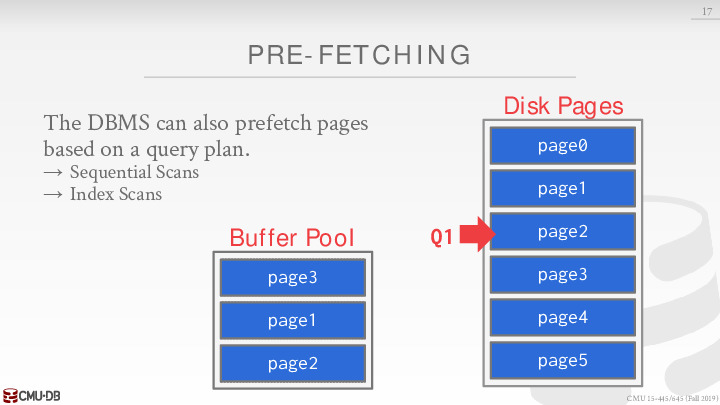 17
PRE-FETCHING
The DBMS can also prefetch pages
based on a query plan.
→ Sequential Scans
→ Index Scans
Buffer Pool
page3
page1
page2
Q1
Disk Pages
page0
page1
page2
page3
page4
page5
CMU·DB
CMU 15-445/645 (Fall 2019)